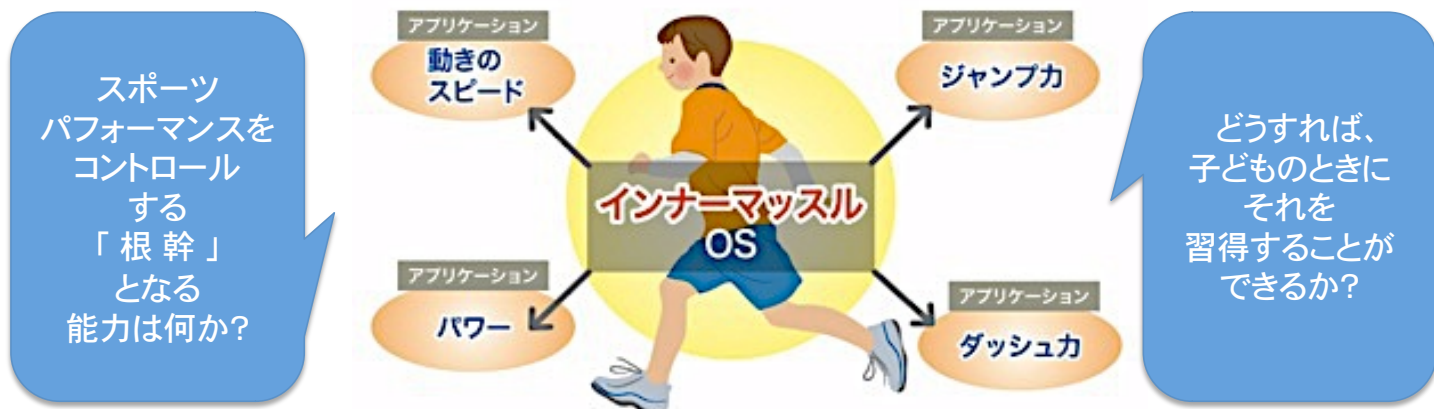 スポーツ
パフォーマンスを
コントロール
する
「 根 幹 」
となる
能力は何か?
アプリケーション
動きの
スピード
アプリケーション
ジャンプ力
インナーマッスル
OS
アプリケーション
パワー
アプリケーション
ダッシュ力
どうすれば、
子どものときに
それを
習得することが
できるか?